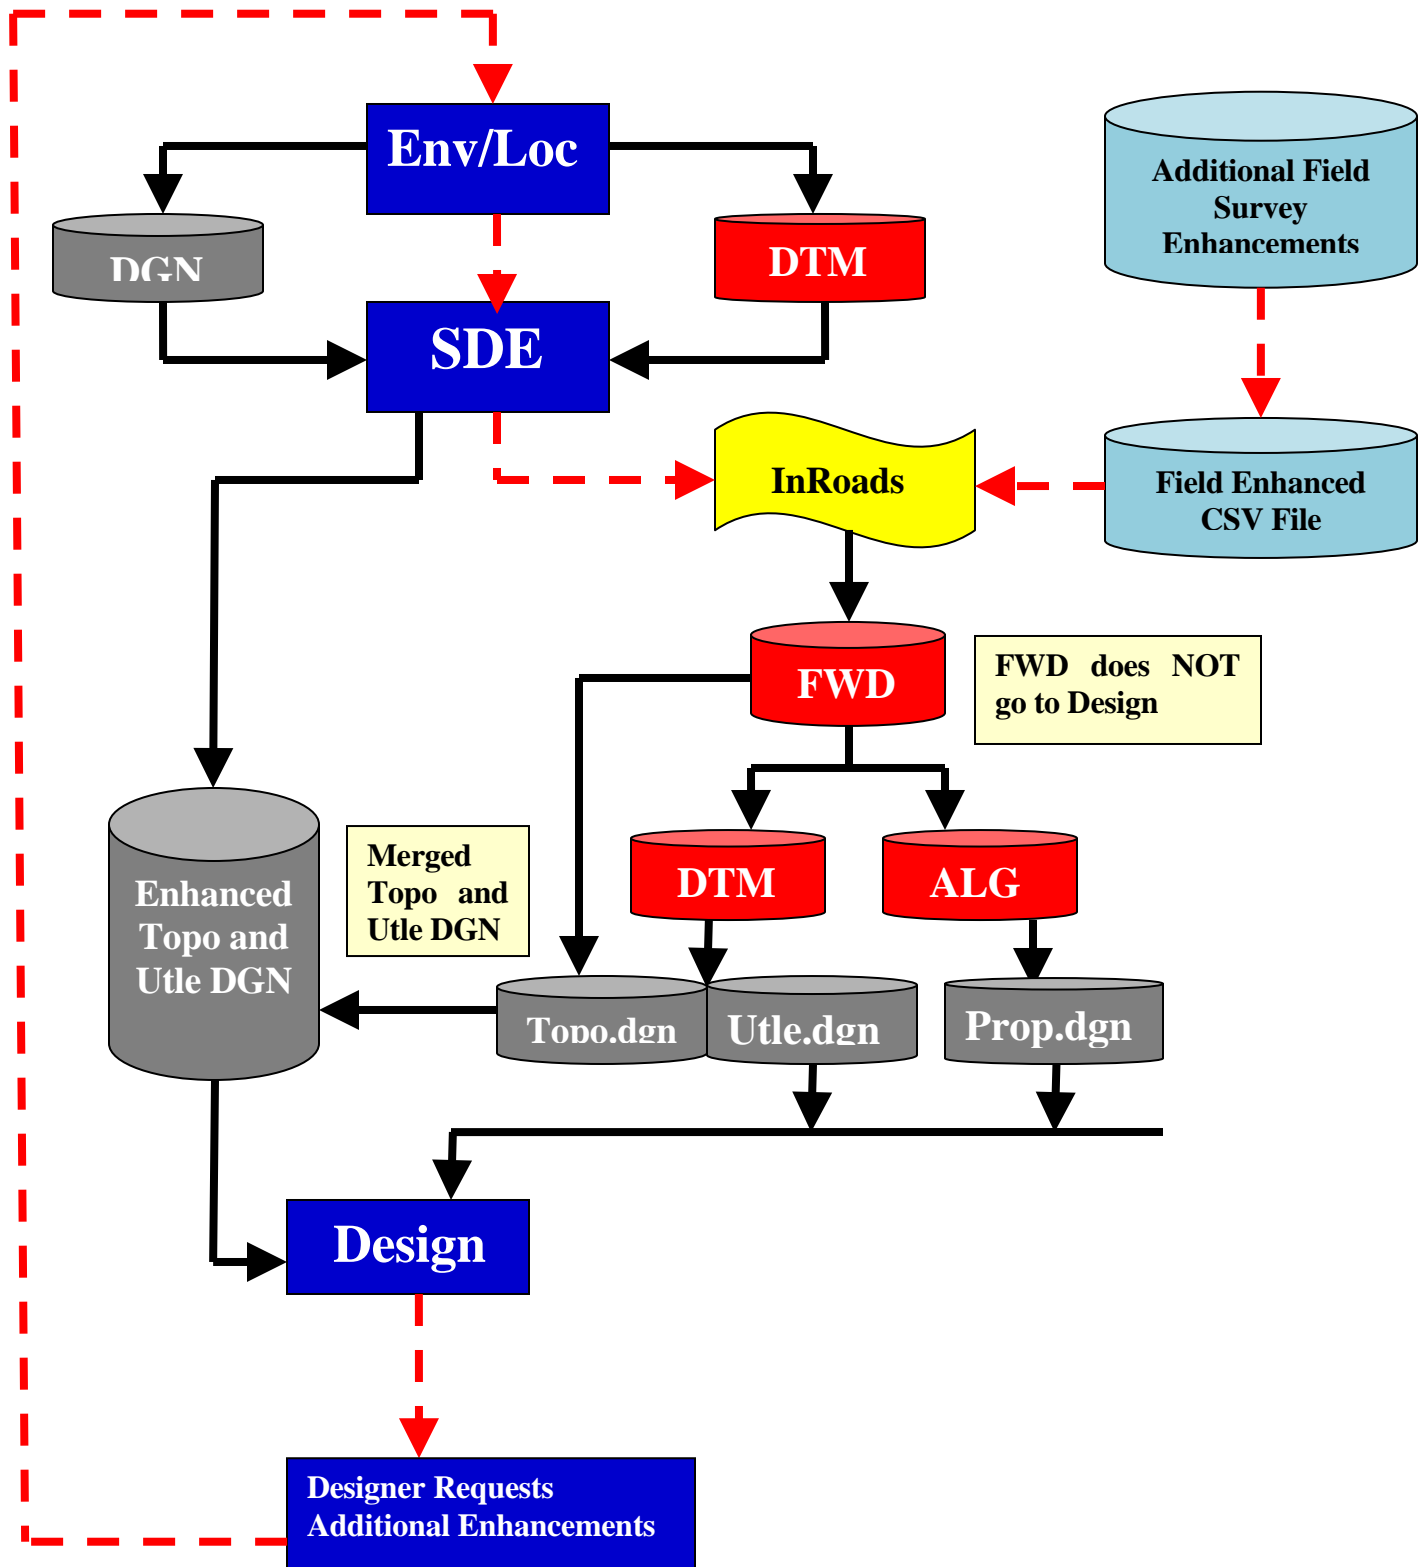 Env/Loc
Additional Field
Survey
Enhancements
DGN
DTM
SDE
InRoads
Field Enhanced
CSV File
FWD
FWD does NOT
go to Design
Merged
Topo and
Utle DGN
DTM
ALG
Enhanced
Topo and
Utle DGN
Topo.dgn
Utle.dgn
Prop.dgn
Design
Designer Requests
Additional Enhancements